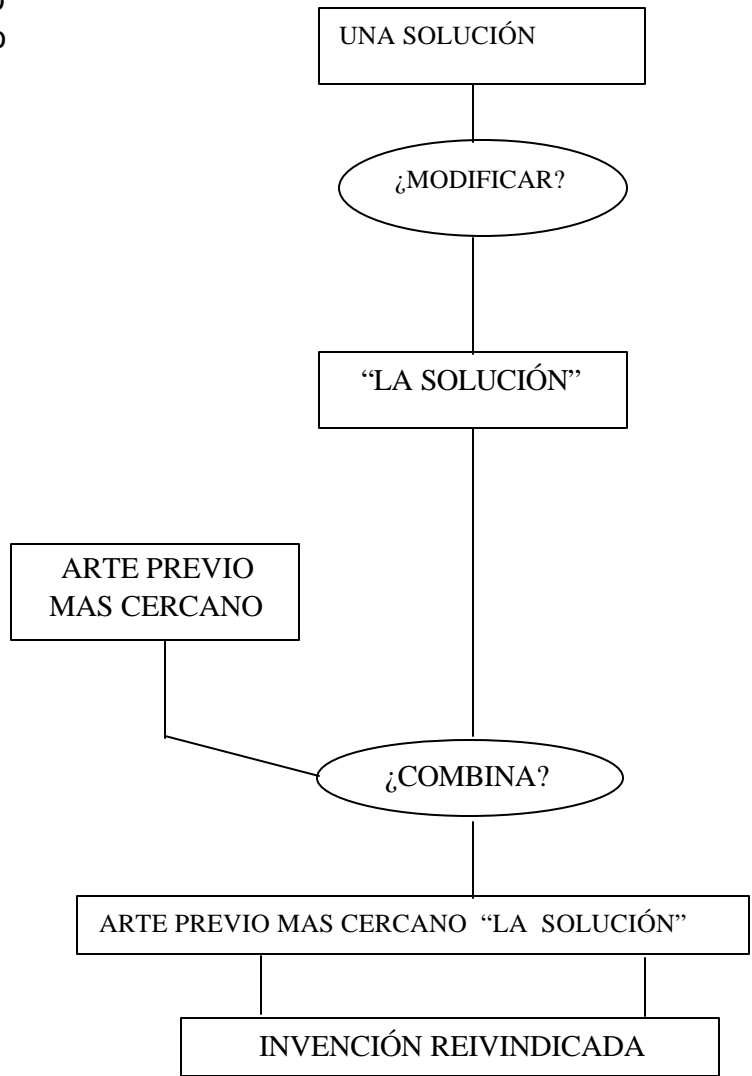 UNA SOLUCIÓN
¿MODIFICAR?
“LA SOLUCIÓN”
ARTE PREVIO
MAS CERCANO
¿COMBINA?
ARTE PREVIO MAS CERCANO “LA SOLUCIÓN”
INVENCIÓN REIVINDICADA